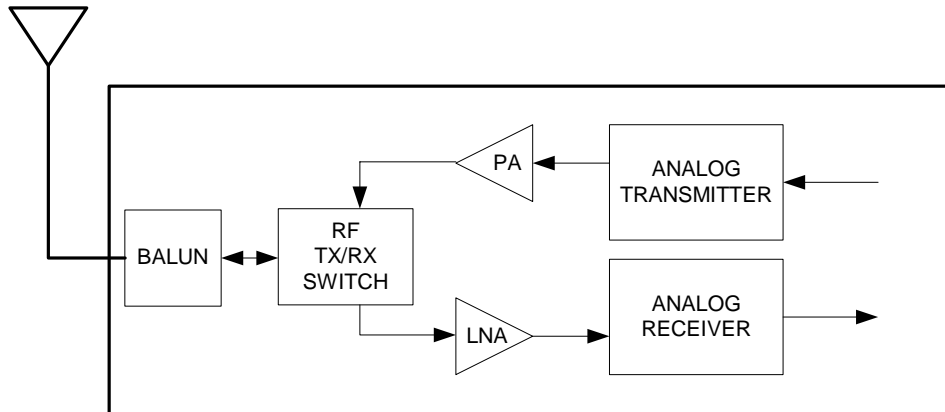 PA
ANALOG
TRANSMITTER
BALUN
RF
TX/RX
SWITCH
LNA
ANALOG
RECEIVER